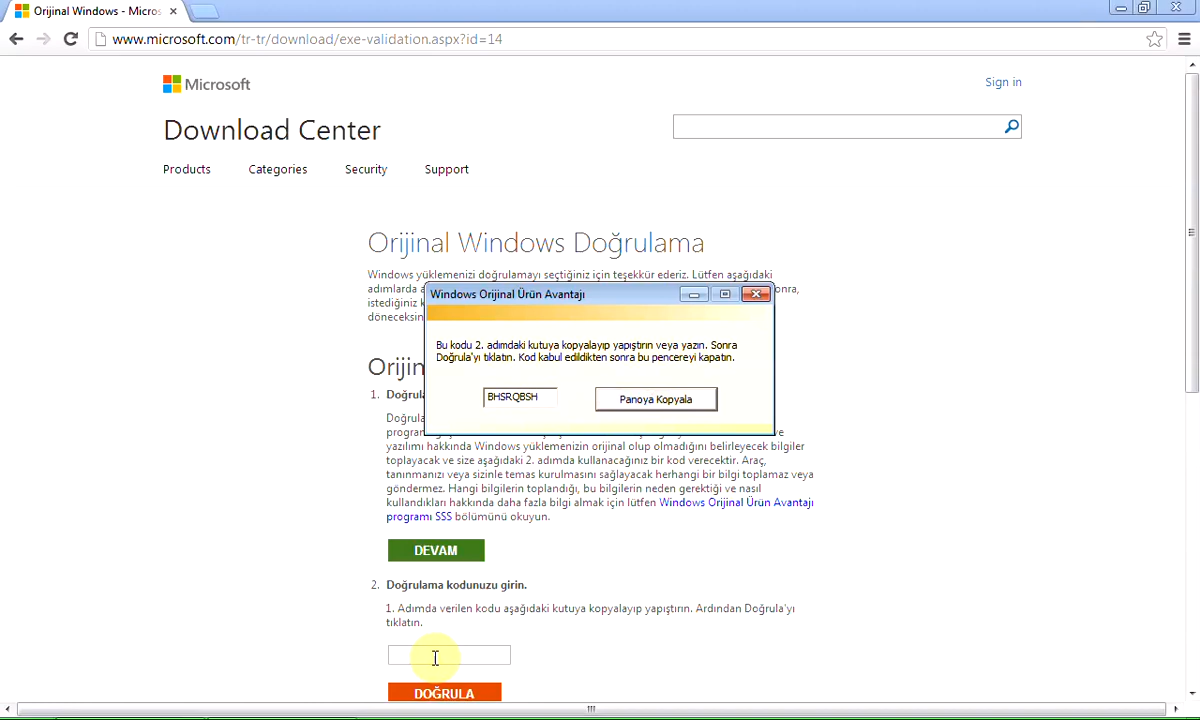 Orijinal Windows - Micros
www.microsoft.com/tr-tr/download/exe-validation.aspx?id=14
Microsoft
Sign in
Download Center
Products Categories Security Support
Orijinal Windows Doğrulama
Windows yüklemenizi doğrulamayı seçtiğiniz için teşekkür ederiz. Lütfen aşağıdaki
adımlarda a
onra,
istediğiniz k
döneceksin
Windows Orijinal Ürün Avantajı
Bu kodu 2. adımdaki kutuya kopyalayıp yapıştırın veya yazın. Sonra
Doğrula'yı tıklatın. Kod kabul edildikten sonra bu pencereyi kapatın.
BHSRQBSH
Panoya Kopyala
Orijin
1. Doğrula
Doğrula
program
ve
yazılımı hakkında Windows yüklemenizin orijinal olup olmadığını belirleyecek bilgiler
toplayacak ve size aşağıdaki 2. adımda kullanacağınız bir kod verecektir. Araç,
tanınmanızı veya sizinle temas kurulmasını sağlayacak herhangi bir bilgi toplamaz veya
göndermez. Hangi bilgilerin toplandığı, bu bilgilerin neden gerektiği ve nasıl
kullandıkları hakkında daha fazla bilgi almak için lütfen Windows Orijinal Ürün Avantajı
programı SSS bölümünü okuyun.
DEVAM
2. Doğrulama kodunuzu girin.
1. Adımda verilen kodu aşağıdaki kutuya kopyalayıp yapıştırın. Ardından Doğrula'yı
tıklatın.
DOĞRULA